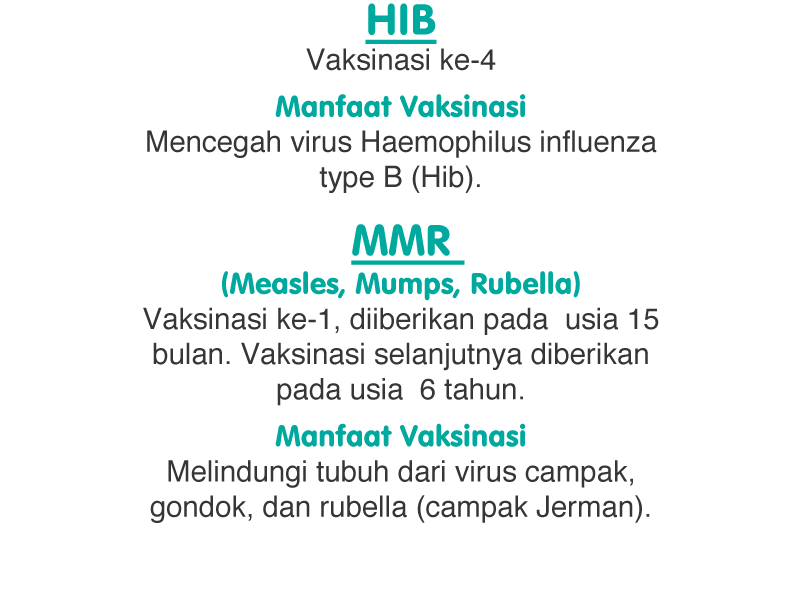 HIB
Vaksinasi ke-4
Manfaat Vaksinasi
Mencegah virus Haemophilus influenza
type B (Hib).
MMR
(Measles, Mumps, Rubella)
Vaksinasi ke-1, diiberikan pada  usia 15
bulan. Vaksinasi selanjutnya diberikan
pada usia  6 tahun.
Manfaat Vaksinasi
Melindungi tubuh dari virus campak,
gondok, dan rubella (campak Jerman).